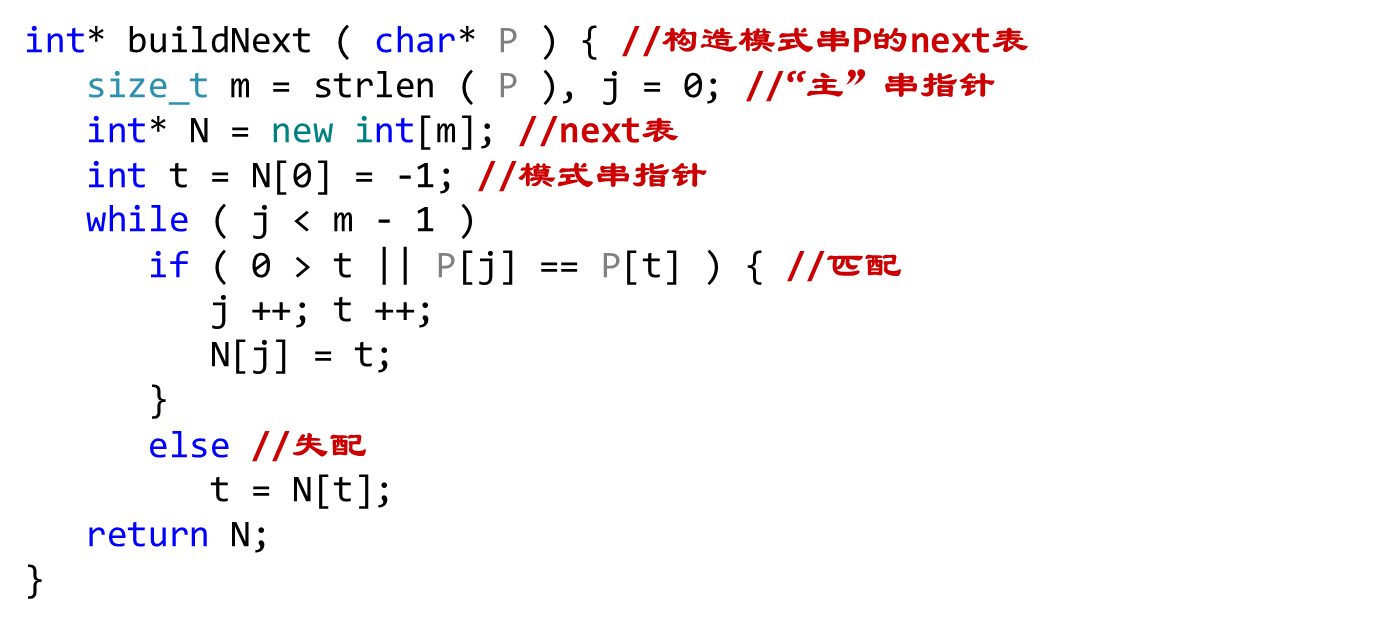 int* buildNext ( char* P ) { //构造模式串P的next表
size_t m = strlen ( P ), j = 0; //“主”串指针
int* N = new int[m]; //next表
int t = N[0] = -1; //模式串指针
while ( j < m - 1 )
if ( 0 > t || P[j] == P[t] ) { //匹配
j ++; t ++;
N[j] = t;
}
else //失配
t = N[t];
return N;
}